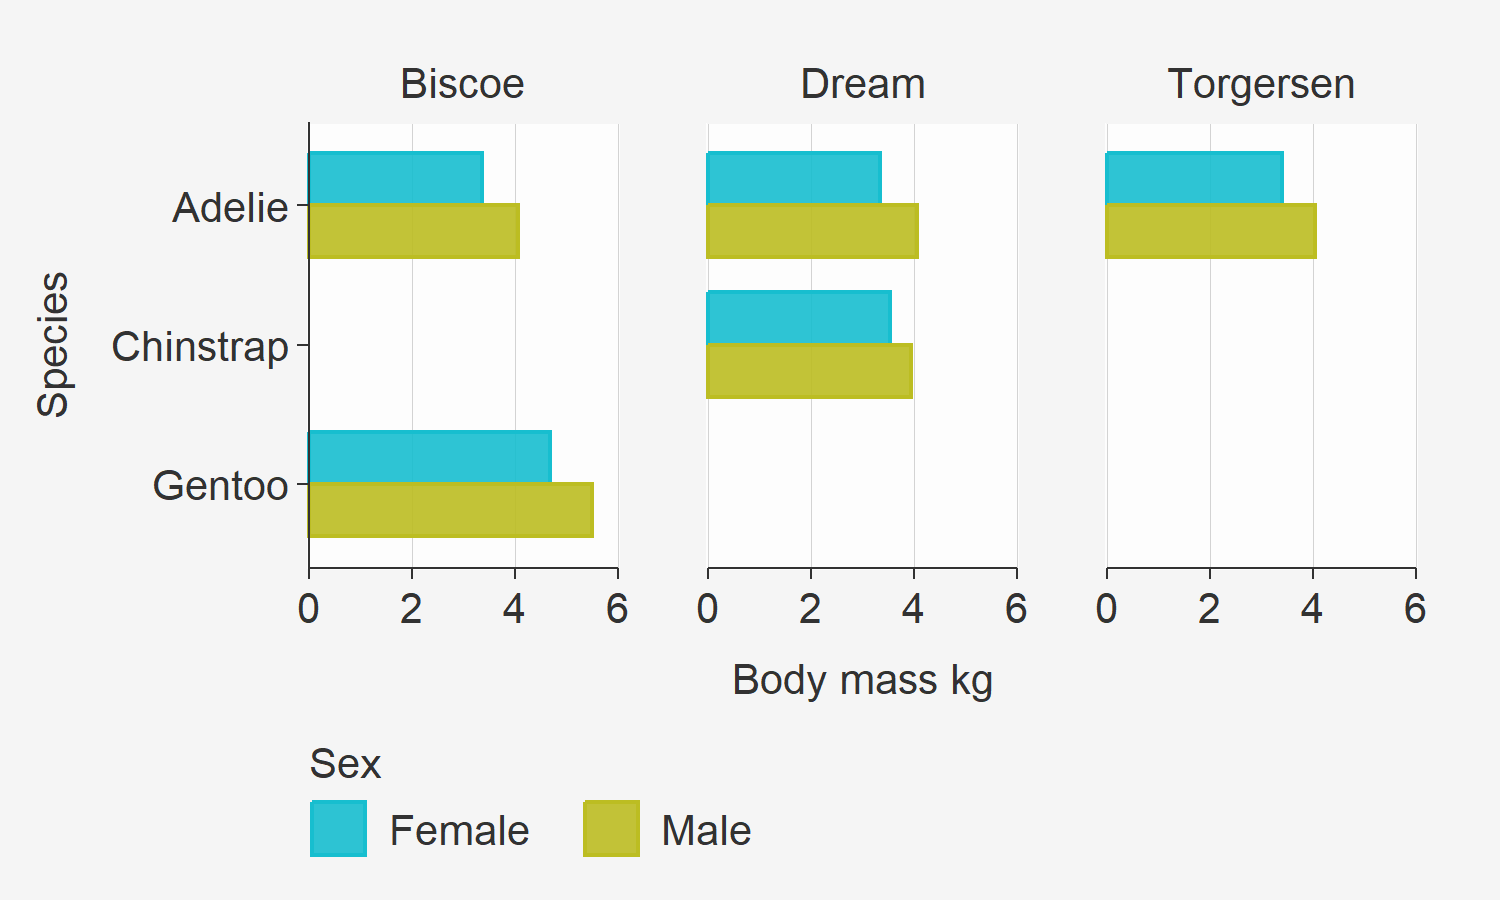 Biscoe Dream Torgersen
Species
Adelie
Chinstrap
Gentoo
0 2 4 6 0 2 4 6 0 2 4 6
Body mass kg
Sex
Female Male